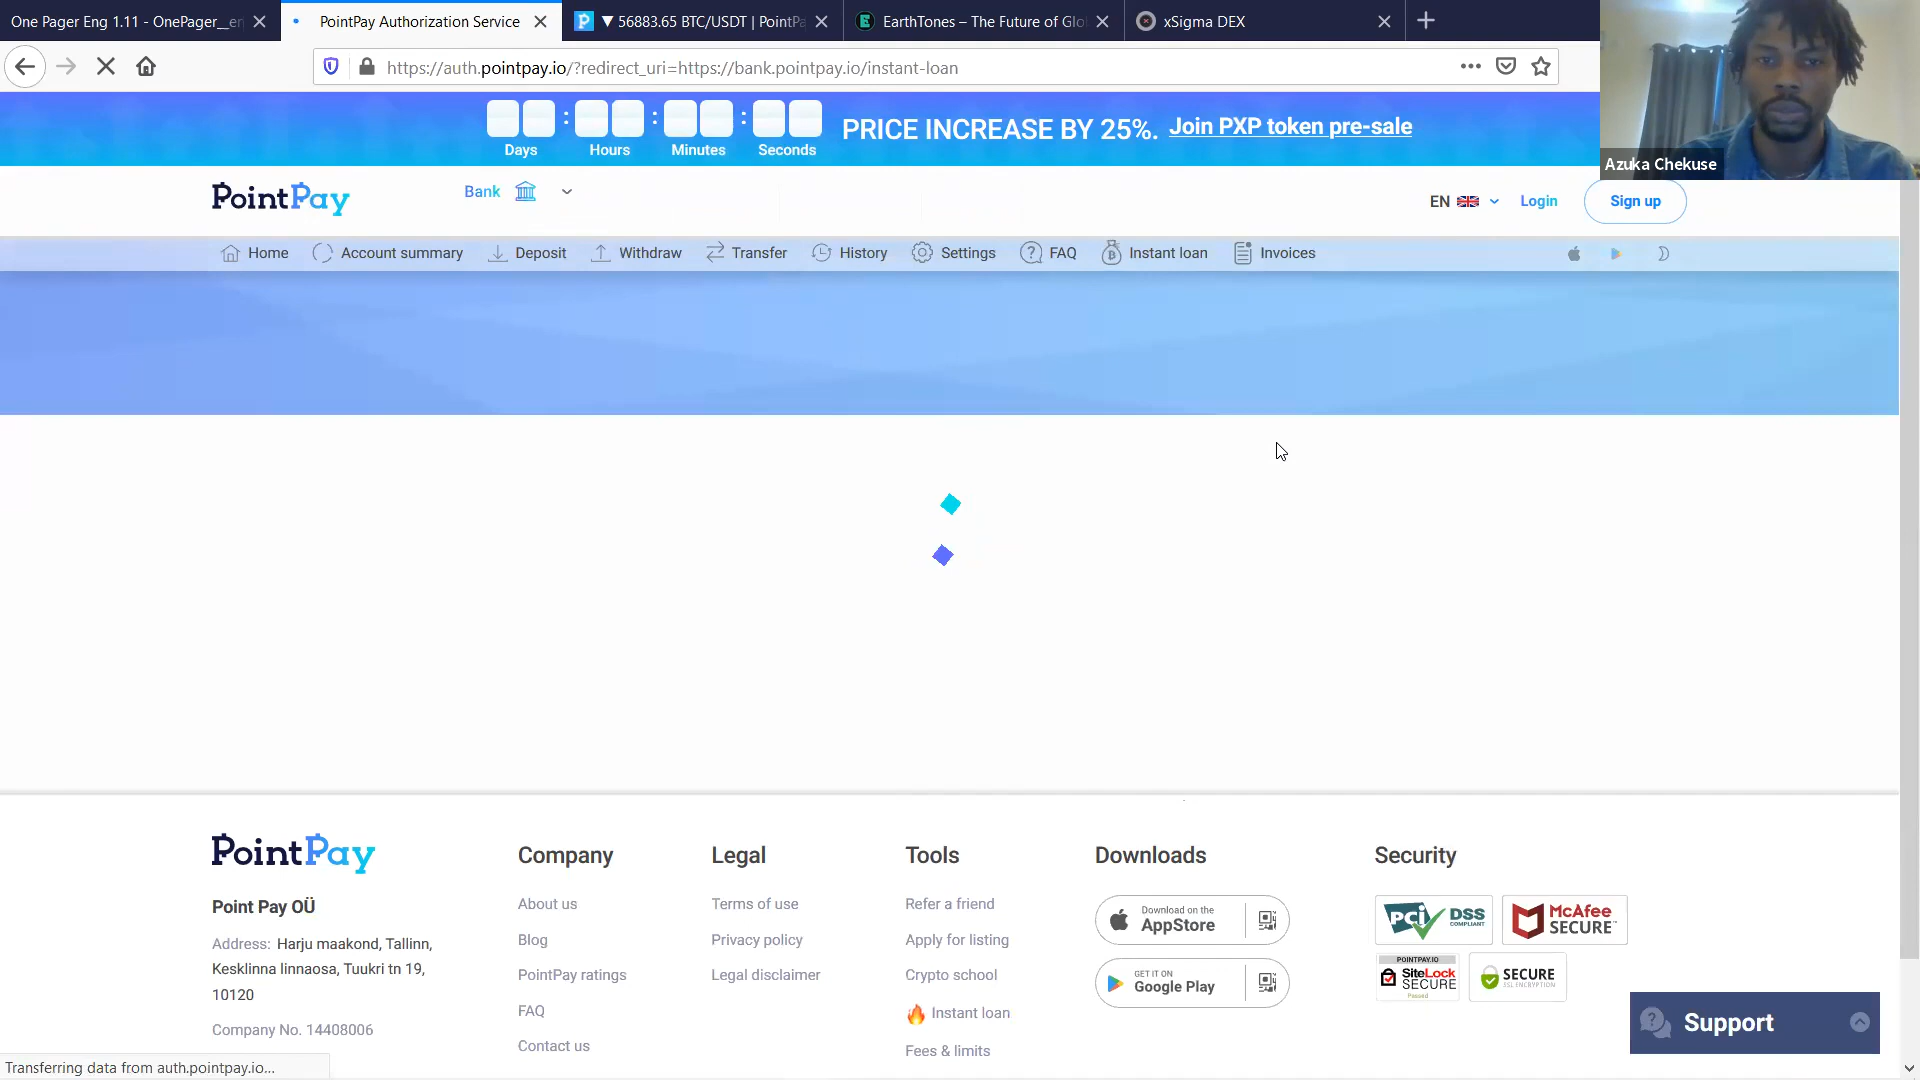 One Pager Eng 1.11 - OnePager__en
PointPay Authorization Service
▼ 56883.65 BTC/USDT | PointPa
EarthTones – The Future of Glo
xSigma DEX
https://auth.pointpay.io/?redirect_uri=https://bank.pointpay.io/instant-loan
Azuka Chekuse
Days : Hours : Minutes : Seconds
PRICE INCREASE BY 25%. Join PXP token pre-sale
PointPay
Bank
EN
Login
Sign up
Home
Account summary
Deposit
Withdraw
Transfer
History
Settings
FAQ
Instant loan
Invoices
PointPay
Point Pay OÜ
Address: Harju maakond, Tallinn,
Kesklinna linnaosa, Tuukri tn 19,
10120
Company No. 14408006
Company
About us
Blog
PointPay ratings
FAQ
Contact us
Legal
Terms of use
Privacy policy
Legal disclaimer
Tools
Refer a friend
Apply for listing
Crypto school
Instant loan
Fees & limits
Downloads
Download on the
AppStore
GET IT ON
Google Play
Security
PCI DSS
COMPLIANT
McAfee
SECURE™
POINTPAY.IO
SiteLock
SECURE
Passed
SECURE
SSL ENCRYPTION
Support
Transferring data from auth.pointpay.io...